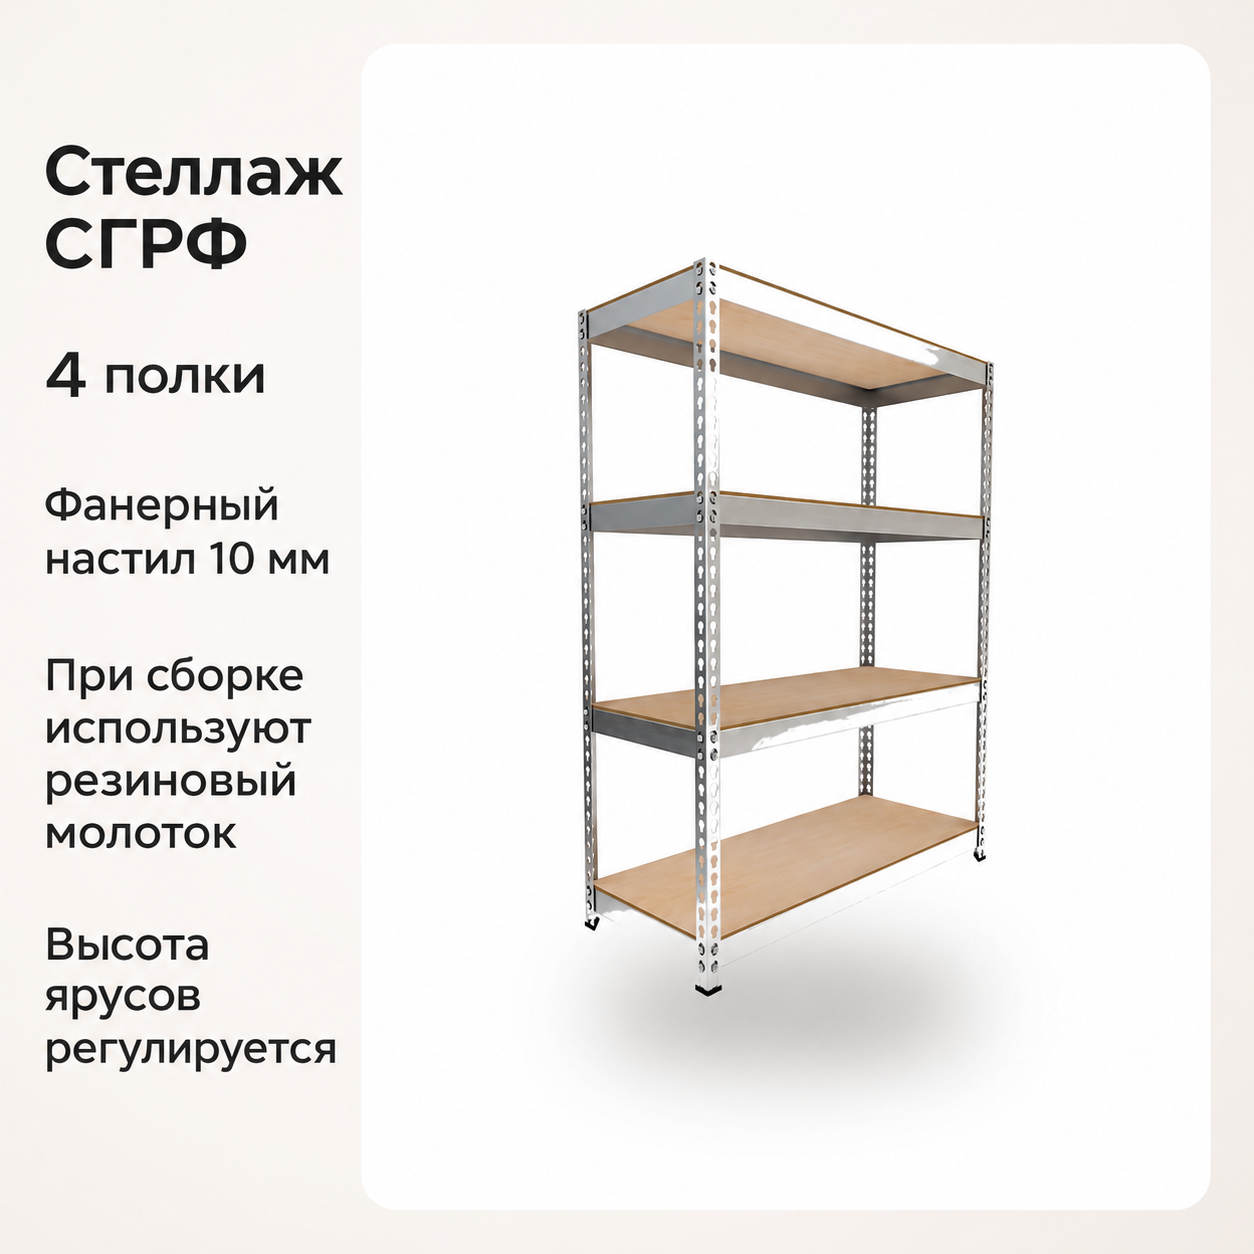 Стеллаж
СГРФ
4 полки
Фанерный
настил 10 мм
При сборке
используют
резиновый
молоток
Высота
ярусов
регулируется